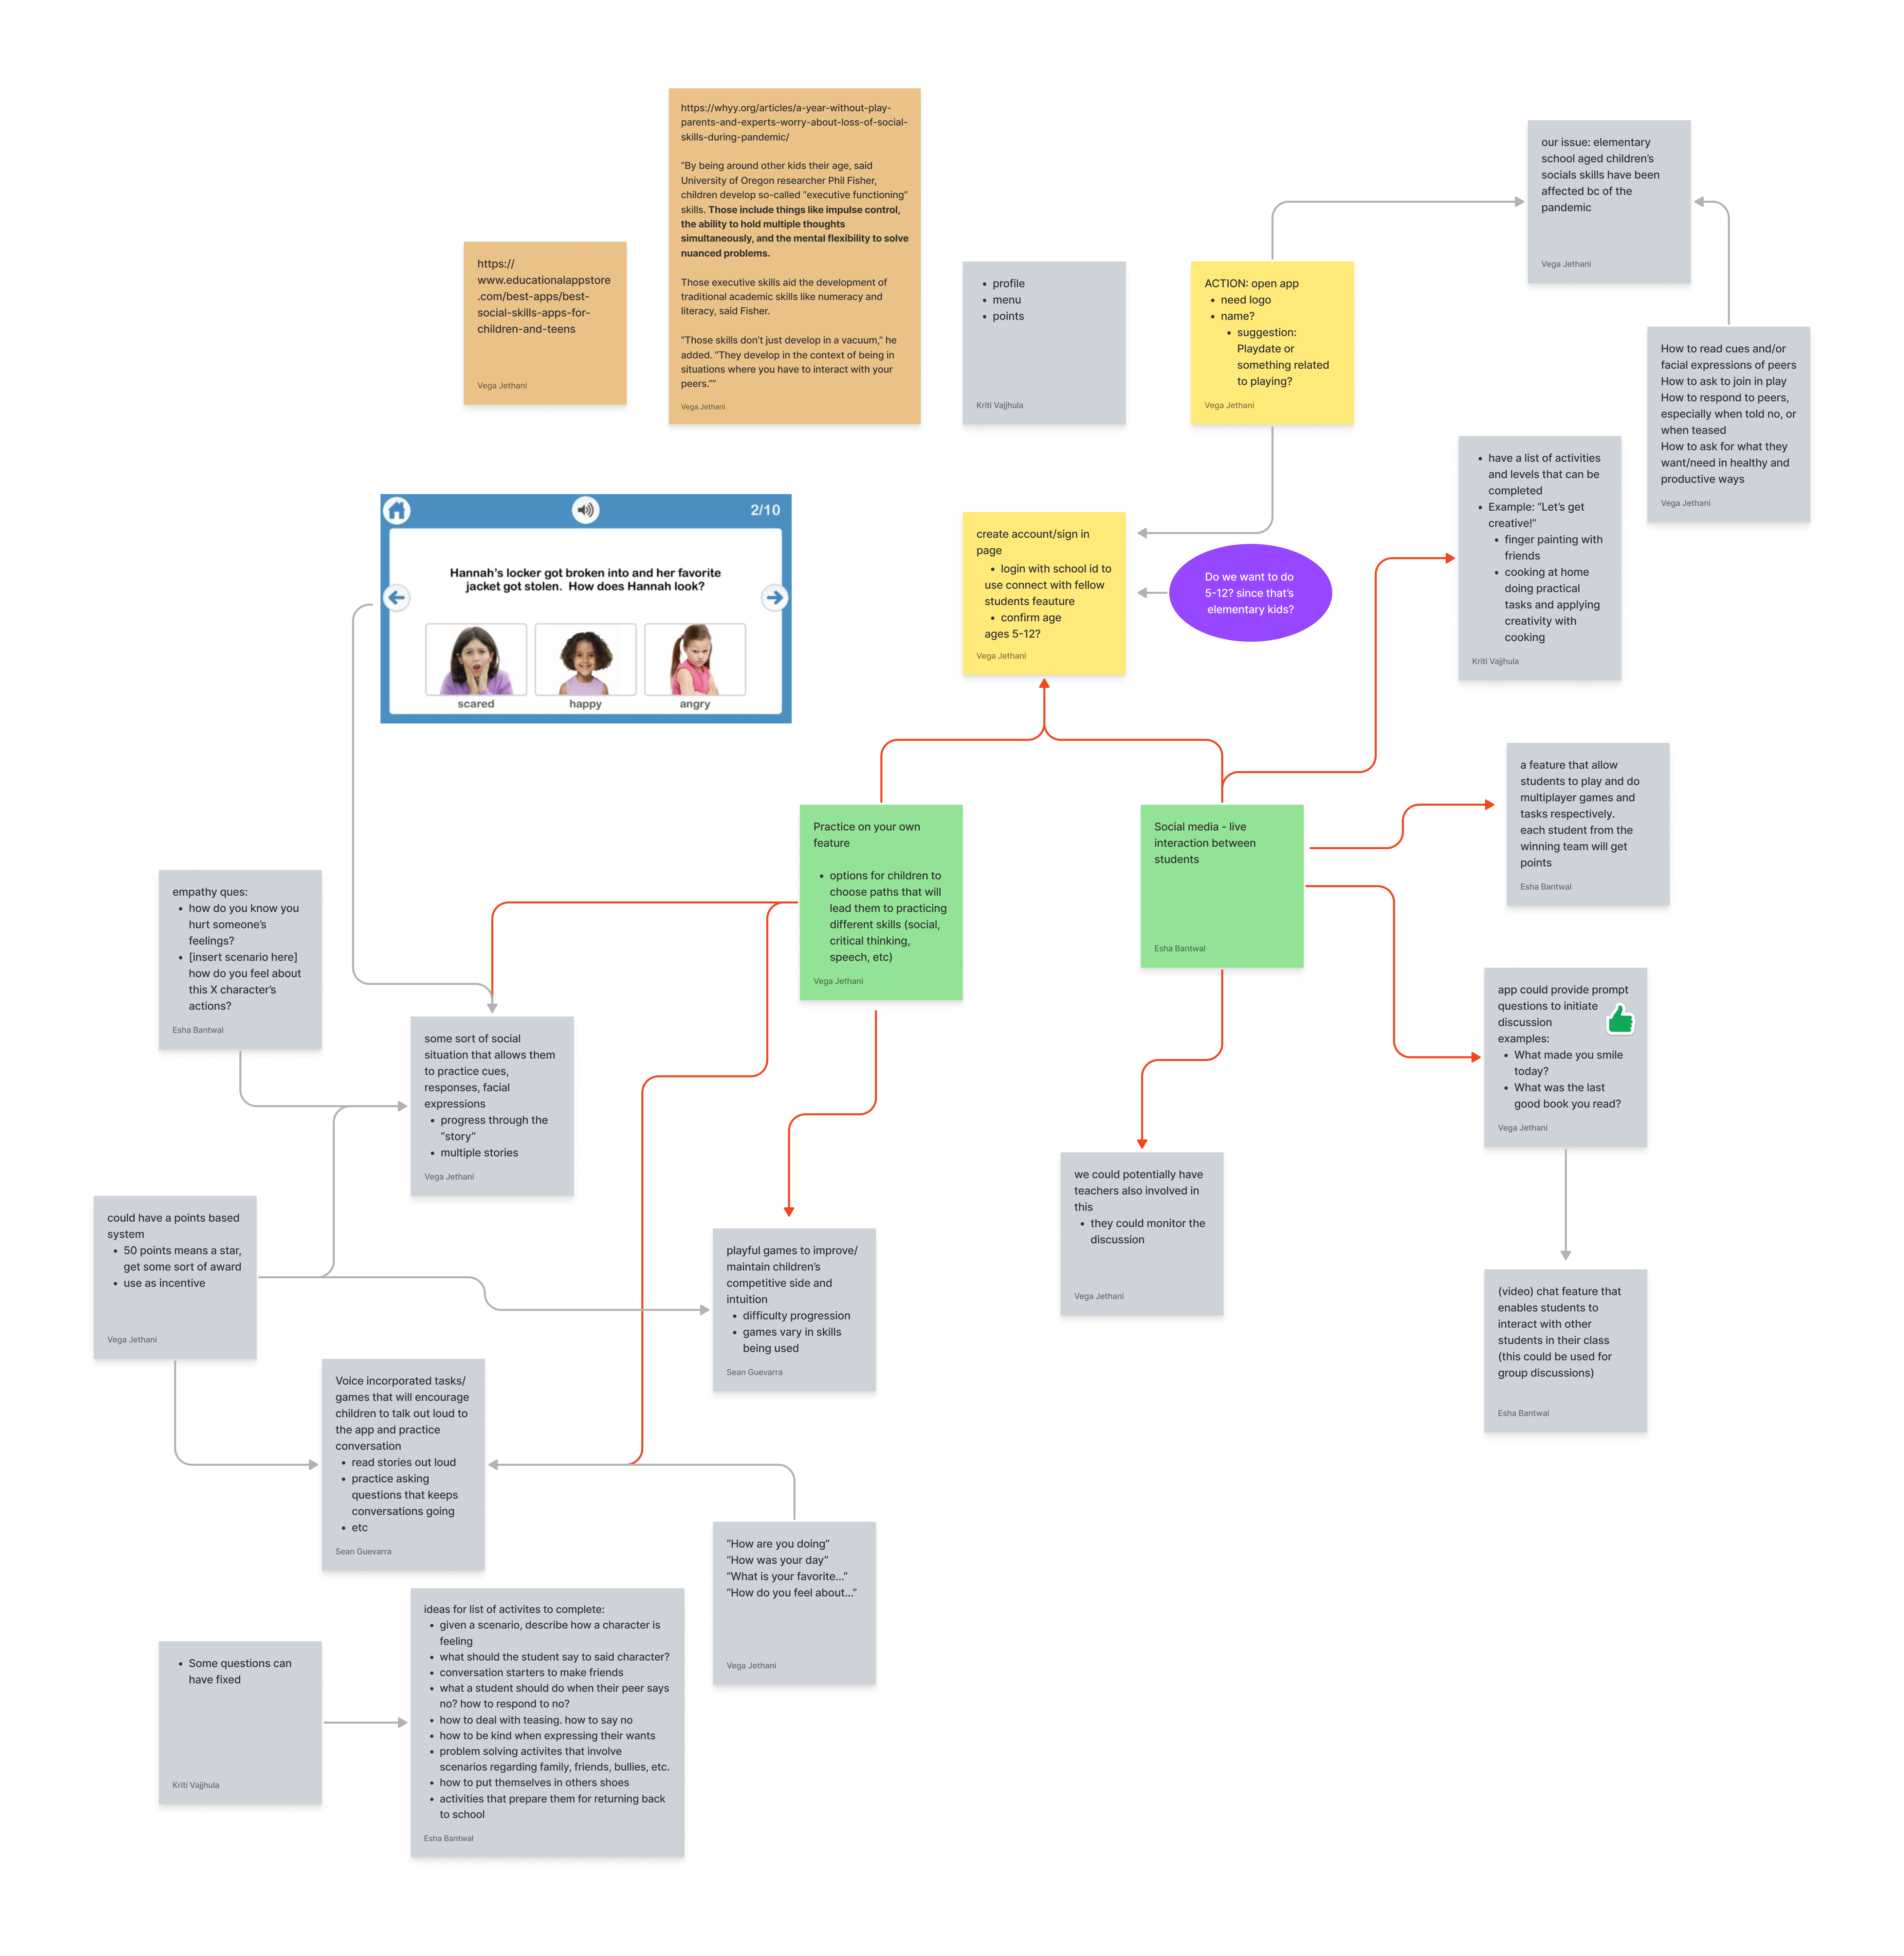 https://whyy.org/articles/a-year-without-play-
parents-and-experts-worry-about-loss-of-social-
skills-during-pandemic/
“By being around other kids their age, said
University of Oregon researcher Phil Fisher,
children develop so-called “executive functioning”
skills. Those include things like impulse control,
the ability to hold multiple thoughts
simultaneously, and the mental flexibility to solve
nuanced problems.
Those executive skills aid the development of
traditional academic skills like numeracy and
literacy, said Fisher.
“Those skills don’t just develop in a vacuum,” he
added. “They develop in the context of being in
situations where you have to interact with your
peers.””
Vega Jethani
our issue: elementary
school aged children’s
socials skills have been
affected bc of the
pandemic
Vega Jethani
https://
www.educationalappstore
.com/best-apps/best-
social-skills-apps-for-
children-and-teens
Vega Jethani
• profile
• menu
• points
Kriti Vajjhula
ACTION: open app
• need logo
• name?
• suggestion:
Playdate or
something related
to playing?
Vega Jethani
How to read cues and/or
facial expressions of peers
How to ask to join in play
How to respond to peers,
especially when told no, or
when teased
How to ask for what they
want/need in healthy and
productive ways
Vega Jethani
• have a list of activities
and levels that can be
completed
• Example: “Let’s get
creative!”
• finger painting with
friends
• cooking at home
doing practical
tasks and applying
creativity with
cooking
Kriti Vajjhula
2/10
Hannah’s locker got broken into and her favorite
jacket got stolen. How does Hannah look?
scared
happy
angry
create account/sign in
page
• login with school id to
use connect with fellow
students feauture
• confirm age
ages 5-12?
Vega Jethani
Do we want to do
5-12? since that’s
elementary kids?
a feature that allow
students to play and do
multiplayer games and
tasks respectively.
each student from the
winning team will get
points
Esha Bantwal
Practice on your own
feature
• options for children to
choose paths that will
lead them to practicing
different skills (social,
critical thinking,
speech, etc)
Vega Jethani
Social media - live
interaction between
students
Esha Bantwal
empathy ques:
• how do you know you
hurt someone’s
feelings?
• [insert scenario here]
how do you feel about
this X character’s
actions?
Esha Bantwal
app could provide prompt
questions to initiate
discussion
examples:
• What made you smile
today?
• What was the last
good book you read?
Vega Jethani
some sort of social
situation that allows them
to practice cues,
responses, facial
expressions
• progress through the
“story”
• multiple stories
Vega Jethani
we could potentially have
teachers also involved in
this
• they could monitor the
discussion
Vega Jethani
could have a points based
system
• 50 points means a star,
get some sort of award
• use as incentive
Vega Jethani
playful games to improve/
maintain children’s
competitive side and
intuition
• difficulty progression
• games vary in skills
being used
Sean Guevarra
(video) chat feature that
enables students to
interact with other
students in their class
(this could be used for
group discussions)
Esha Bantwal
Voice incorporated tasks/
games that will encourage
children to talk out loud to
the app and practice
conversation
• read stories out loud
• practice asking
questions that keeps
conversations going
• etc
Sean Guevarra
“How are you doing”
“How was your day”
“What is your favorite...”
“How do you feel about...”
Vega Jethani
ideas for list of activites to complete:
• given a scenario, describe how a character is
feeling
• what should the student say to said character?
• conversation starters to make friends
• what a student should do when their peer says
no? how to respond to no?
• how to deal with teasing. how to say no
• how to be kind when expressing their wants
• problem solving activites that involve
scenarios regarding family, friends, bullies, etc.
• how to put themselves in others shoes
• activities that prepare them for returning back
to school
Esha Bantwal
• Some questions can
have fixed
Kriti Vajjhula